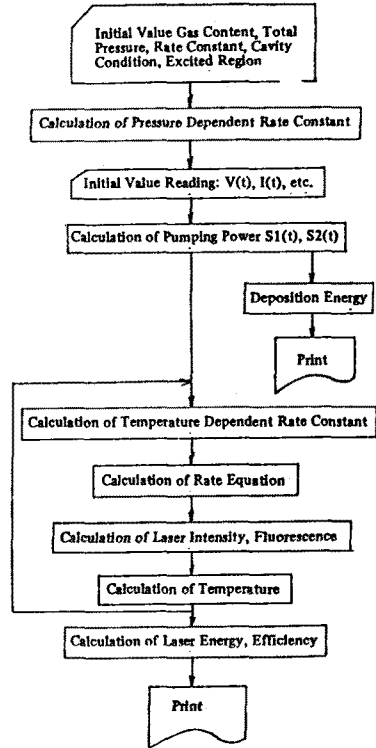 Initial Value Gas Content, Total
Pressure, Rate Constant, Cavity
Condition, Excited Region
Calculation of Pressure Dependent Rate Constant
Initial Value Reading: V(t), I(t), etc.
Calculation of Pumping Power S1(t), S2(t)
Deposition Energy
Print
Calculation of Temperature Dependent Rate Constant
Calculation of Rate Equation
Calculation of Laser Intensity, Fluorescence
Calculation of Temperature
Calculation of Laser Energy, Efficiency
Print